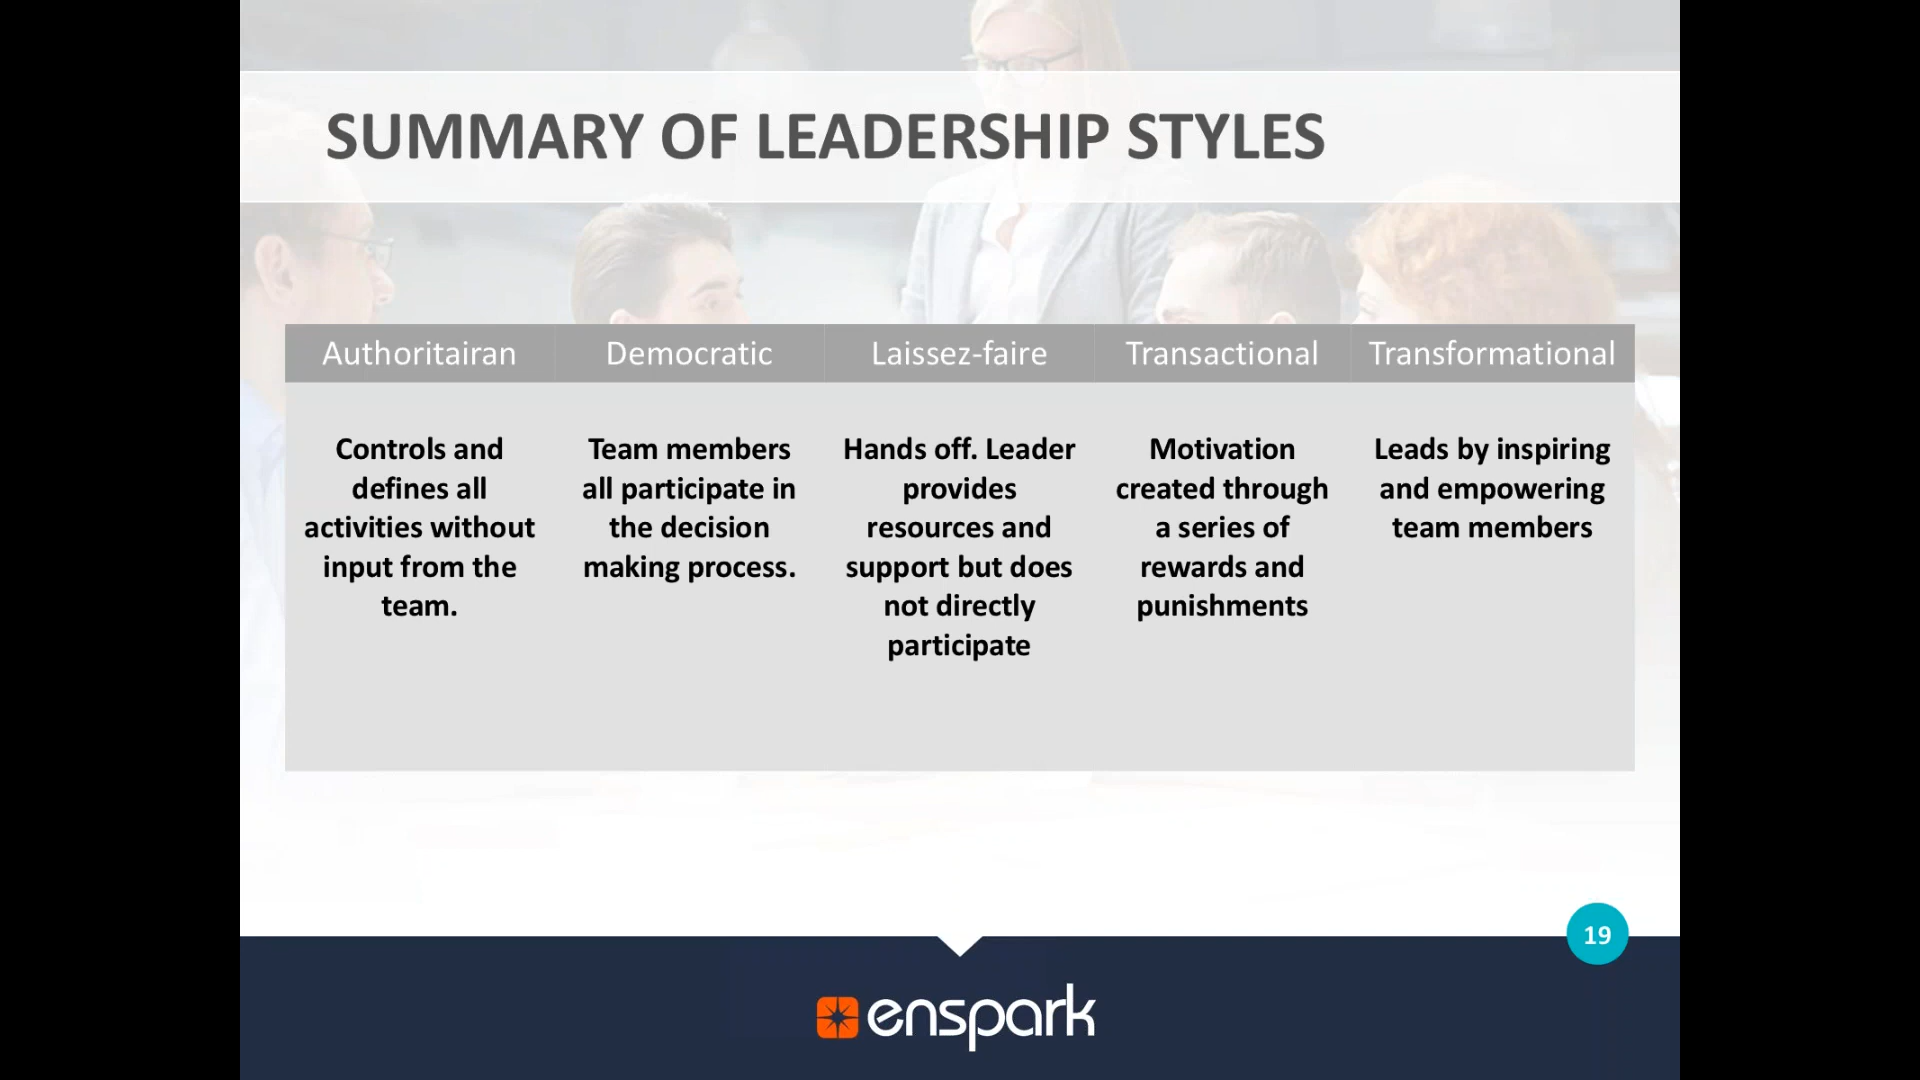 SUMMARY OF LEADERSHIP STYLES
Authoritairan
Controls and
defines all
activities without
input from the
team.
Democratic
Team members
all participate in
the decision
making process.
Laissez-faire
Hands off. Leader
provides
resources and
support but does
not directly
participate
Transactional
Motivation
created through
a series of
rewards and
punishments
Transformational
Leads by inspiring
and empowering
team members
19
enspark